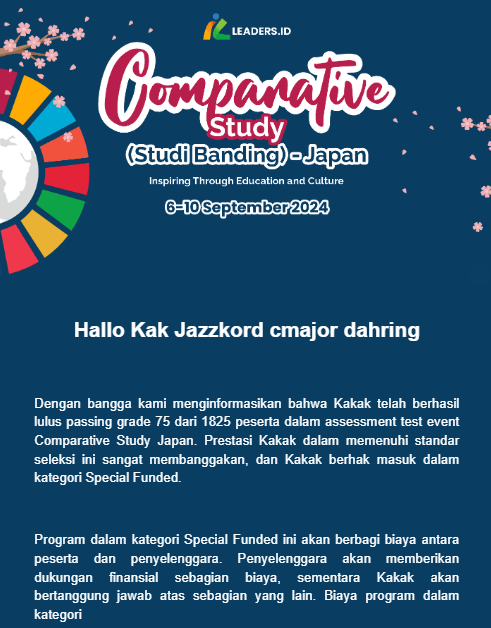 LEADERS.ID
Comparative
Study
(Studi Banding) - Japan
Inspiring Through Education and Culture
6-10 September 2024
Hallo Kak Jazzkord cmajor dahring
Dengan bangga kami menginformasikan bahwa Kakak telah berhasil
lulus passing grade 75 dari 1825 peserta dalam assessment test event
Comparative Study Japan. Prestasi Kakak dalam memenuhi standar
seleksi ini sangat membanggakan, dan Kakak berhak masuk dalam
kategori Special Funded.
Program dalam kategori Special Funded ini akan berbagi biaya antara
peserta dan penyelenggara. Penyelenggara akan memberikan
dukungan finansial sebagian biaya, sementara Kakak akan
bertanggung jawab atas sebagian yang lain. Biaya program dalam
kategori